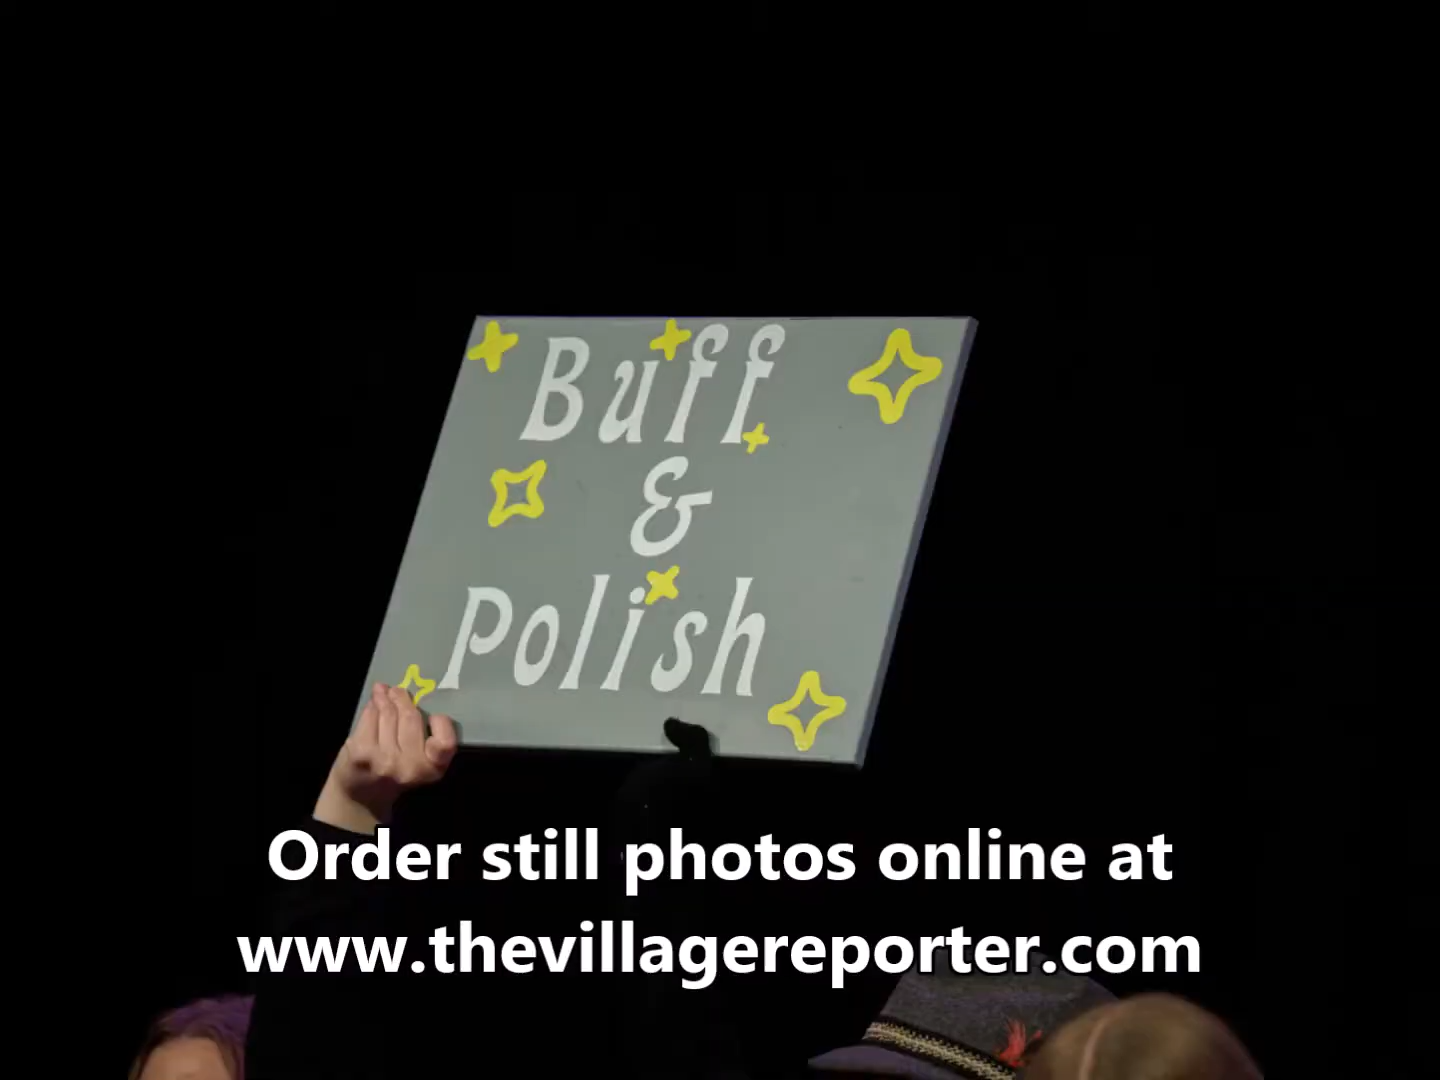 Buff
&
Polish
Order still photos online at
www.thevillagereporter.com